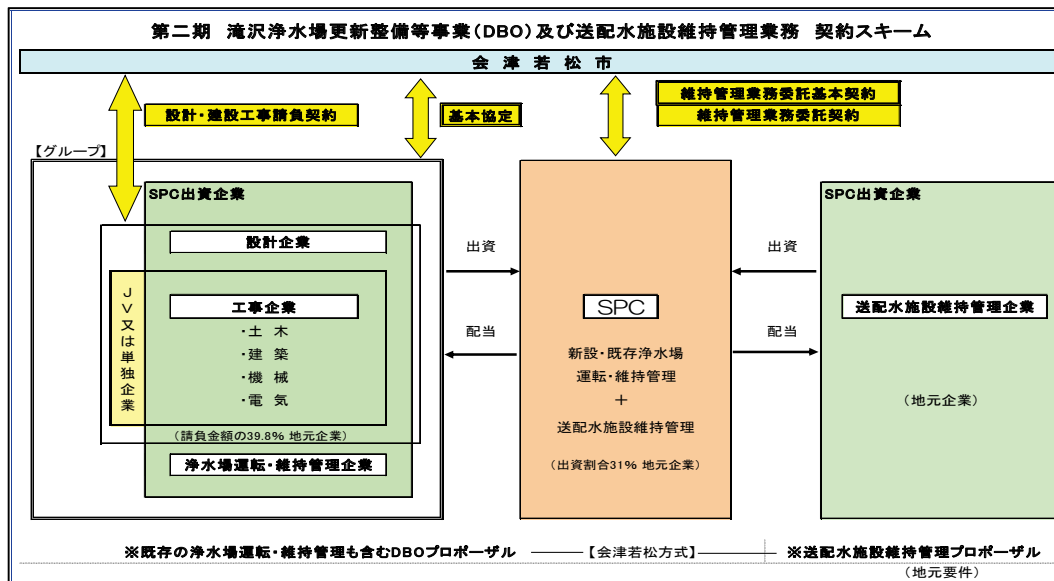 第二期 滝沢浄水場更新整備等事業(DBO)及び送配水施設維持管理業務 契約スキーム
会津若松市
設計・建設工事請負契約
基本協定
維持管理業務委託基本契約
維持管理業務委託契約
【グループ】
SPC出資企業
設計企業
JV又は単独企業
工事企業
・土 木
・建 築
・機 械
・電 気
(請負金額の39.8% 地元企業)
浄水場運転・維持管理企業
出資
配当
SPC
新設・既存浄水場
運転・維持管理
+
送配水施設維持管理
(出資割合31% 地元企業)
出資
配当
SPC出資企業
送配水施設維持管理企業
(地元企業)
※既存の浄水場運転・維持管理も含むDBOプロポーザル
【会津若松方式】
※送配水施設維持管理プロポーザル
(地元要件)